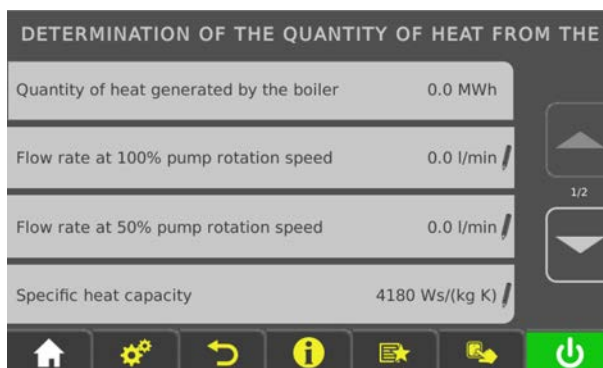 DETERMINATION OF THE QUANTITY OF HEAT FROM THE
Quantity of heat generated by the boiler 0.0 MWh
Flow rate at 100% pump rotation speed 0.0 l/min
1/2
Flow rate at 50% pump rotation speed 0.0 l/min
Specific heat capacity 4180 Ws/(kg K)